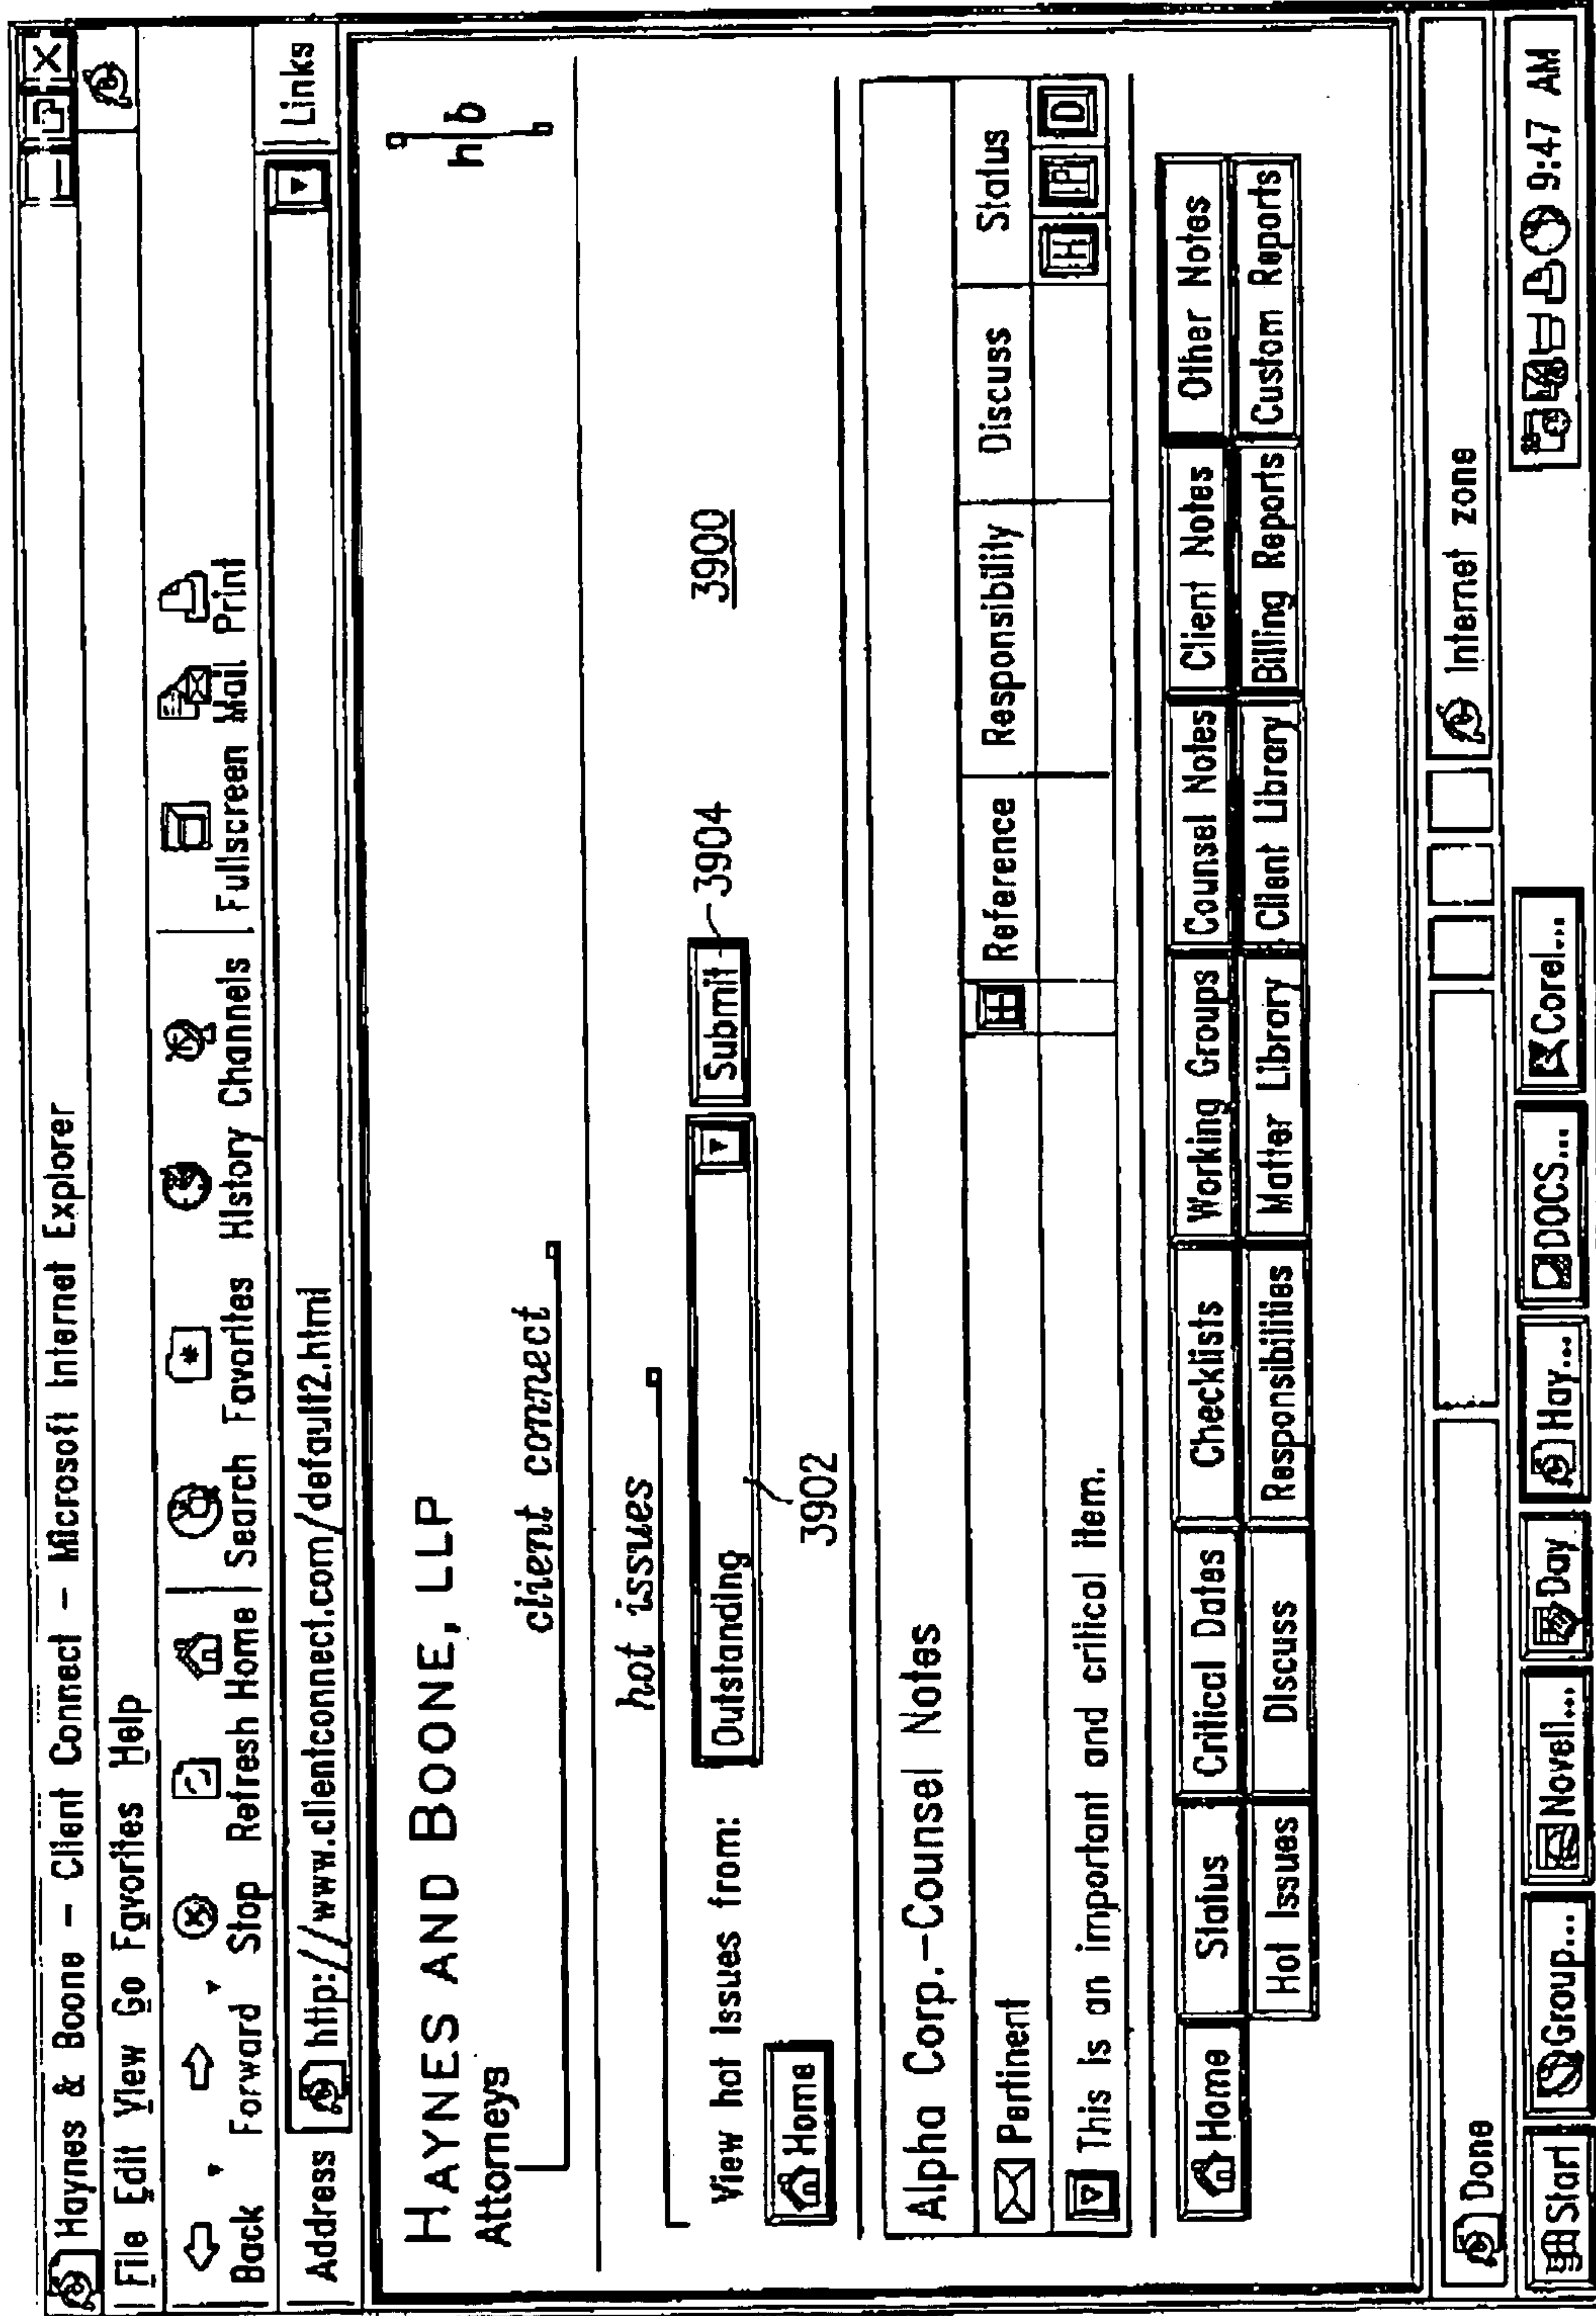 Haynes & Boone – Client Connect – Microsoft Internet Explorer
File Edit View Go Favorites Help
Back Forward Stop Refresh Home Search Favorites History Channels Fullscreen Mail Print
Address http://www.clientconnect.com/default2.html Links
HAYNES AND BOONE, LLP
Attorneys
h b
client connect
hot issues
View hot issues from: Outstanding Submit 3904
3902
3900
Home
Alpha Corp.–Counsel Notes
Pertinent Reference Responsibility Discuss Status
This is an important and critical item. H P D
Home Status Critical Dates Checklists Working Groups Counsel Notes Client Notes Other Notes
Hot Issues Discuss Responsibilities Matter Library Client Library Billing Reports Custom Reports
Done Internet zone
Start Group... Novell... Day Hay... DOCS... Corel... 9:47 AM